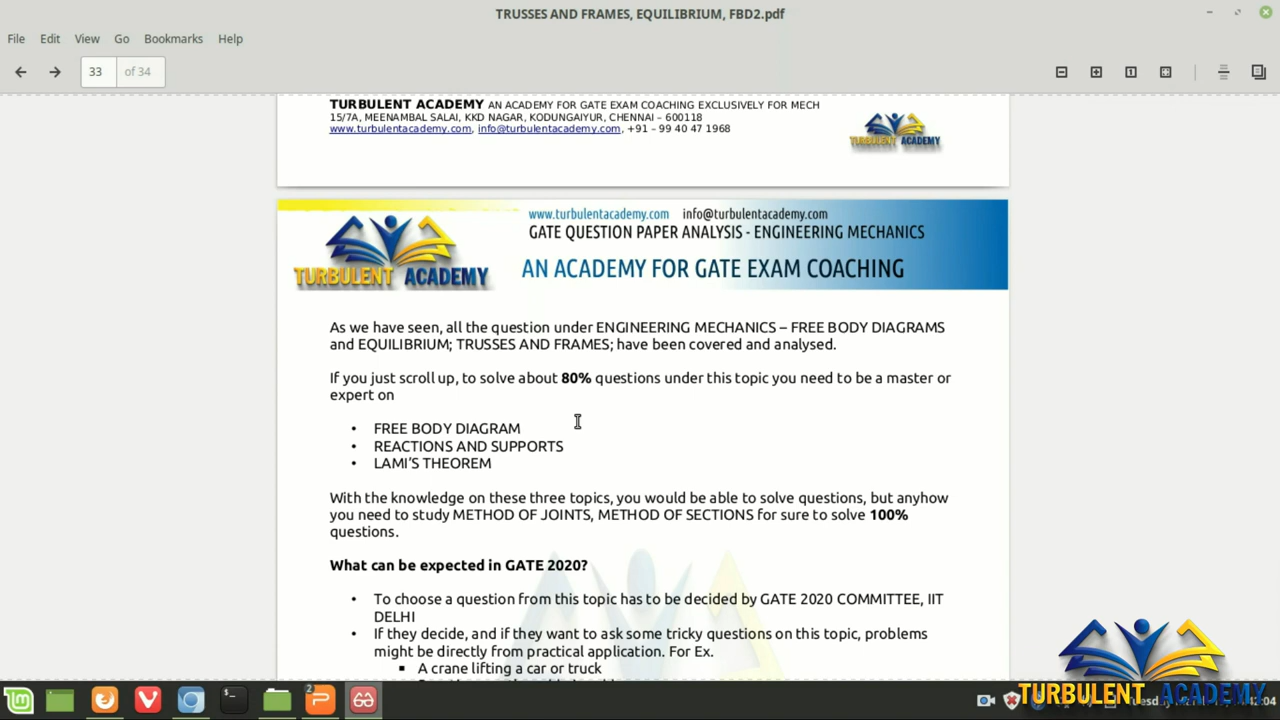 TRUSSES AND FRAMES, EQUILIBRIUM, FBD2.pdf
File Edit View Go Bookmarks Help
33 of 34
TURBULENT ACADEMY AN ACADEMY FOR GATE EXAM COACHING EXCLUSIVELY FOR MECH
15/7A, MEENAMBAL SALAI, KKD NAGAR, KODUNGAIYUR, CHENNAI – 600118
www.turbulentacademy.com, info@turbulentacademy.com, +91 – 99 40 47 1968
TURBULENT ACADEMY
www.turbulentacademy.com info@turbulentacademy.com
GATE QUESTION PAPER ANALYSIS - ENGINEERING MECHANICS
AN ACADEMY FOR GATE EXAM COACHING
TURBULENT ACADEMY
As we have seen, all the question under ENGINEERING MECHANICS – FREE BODY DIAGRAMS
and EQUILIBRIUM; TRUSSES AND FRAMES; have been covered and analysed.
If you just scroll up, to solve about 80% questions under this topic you need to be a master or
expert on
• FREE BODY DIAGRAM
• REACTIONS AND SUPPORTS
• LAMI'S THEOREM
With the knowledge on these three topics, you would be able to solve questions, but anyhow
you need to study METHOD OF JOINTS, METHOD OF SECTIONS for sure to solve 100%
questions.
What can be expected in GATE 2020?
• To choose a question from this topic has to be decided by GATE 2020 COMMITTEE, IIT
DELHI
• If they decide, and if they want to ask some tricky questions on this topic, problems
might be directly from practical application. For Ex.
▪ A crane lifting a car or truck
TURBULENT ACADEMY